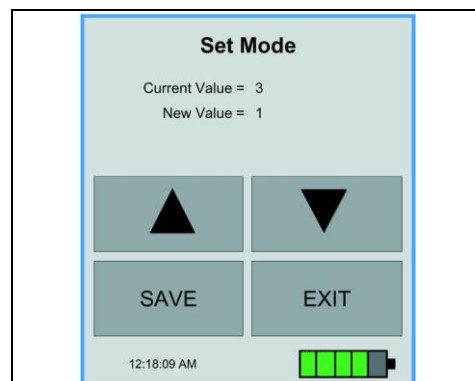 Set Mode
Current Value = 3
New Value = 1
SAVE EXIT
12:18:09 AM